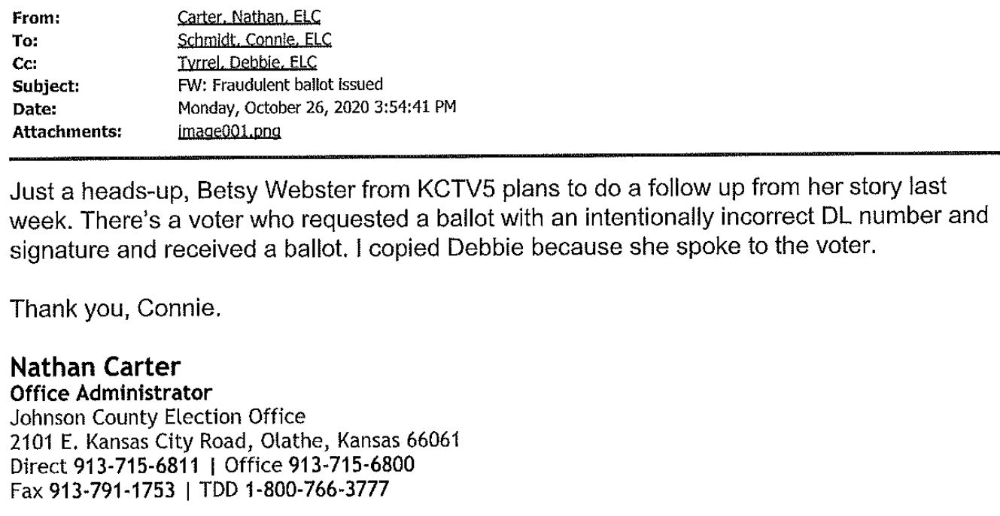 From: Carter, Nathan, ELC
To: Schmidt, Connie, ELC
Cc: Tyrrel, Debbie, ELC
Subject: FW: Fraudulent ballot issued
Date: Monday, October 26, 2020 3:54:41 PM
Attachments: image001.png
Just a heads-up, Betsy Webster from KCTV5 plans to do a follow up from her story last
week. There's a voter who requested a ballot with an intentionally incorrect DL number and
signature and received a ballot. I copied Debbie because she spoke to the voter.
Thank you, Connie.
Nathan Carter
Office Administrator
Johnson County Election Office
2101 E. Kansas City Road, Olathe, Kansas 66061
Direct 913-715-6811 | Office 913-715-6800
Fax 913-791-1753 | TDD 1-800-766-3777